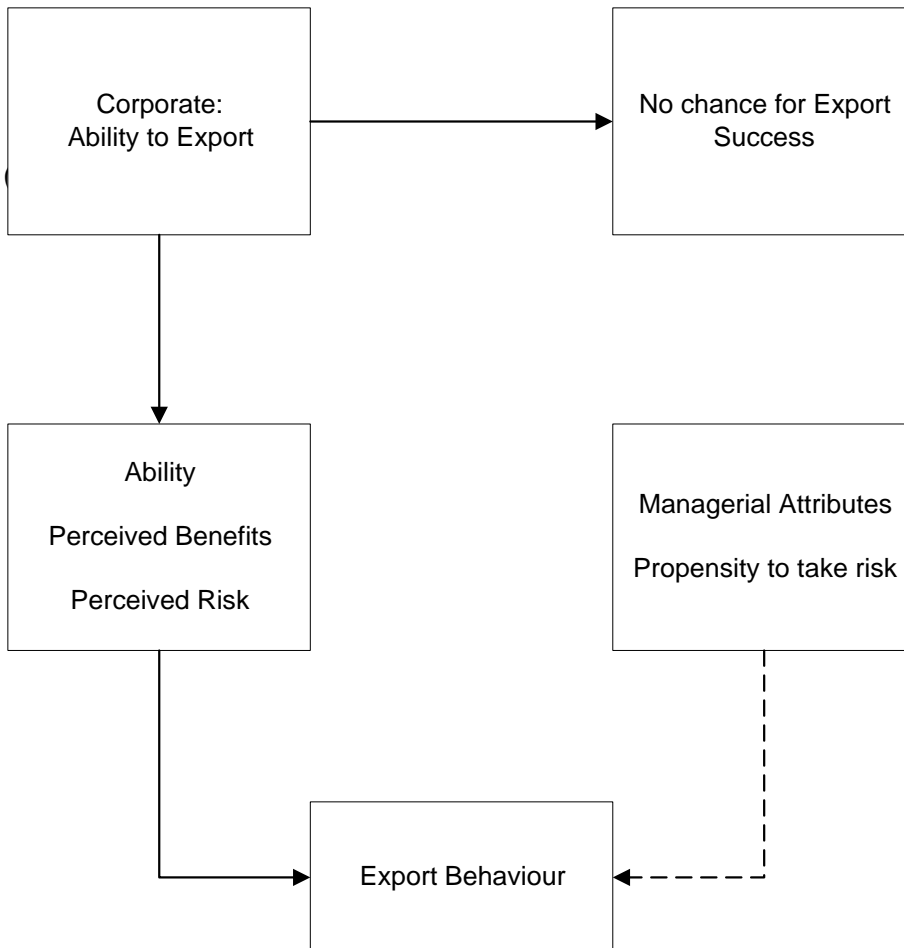 Corporate:
Ability to Export
No chance for Export
Success
(
Ability
Perceived Benefits
Perceived Risk
Managerial Attributes
Propensity to take risk
Export Behaviour